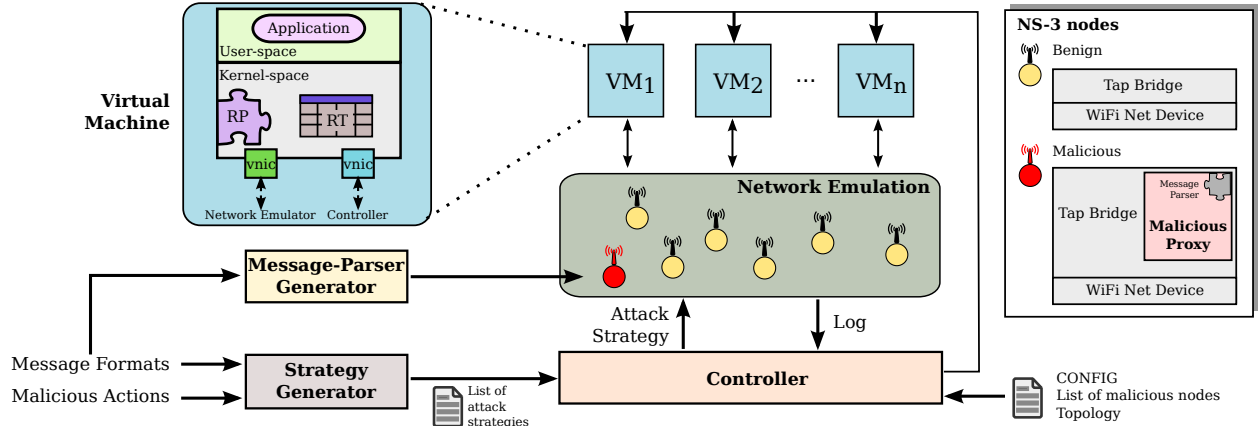 Application
User-space
Kernel-space
RP
RT
vnic
vnic
Network Emulator
Controller
Virtual
Machine
VM1
VM2
...
VMn
Network Emulation
Message-Parser
Generator
Attack
Strategy
Log
Message Formats
Malicious Actions
Strategy
Generator
List of
attack
strategies
Controller
CONFIG
List of malicious nodes
Topology
NS-3 nodes
Benign
Tap Bridge
WiFi Net Device
Malicious
Tap Bridge
Message
Parser
Malicious
Proxy
WiFi Net Device